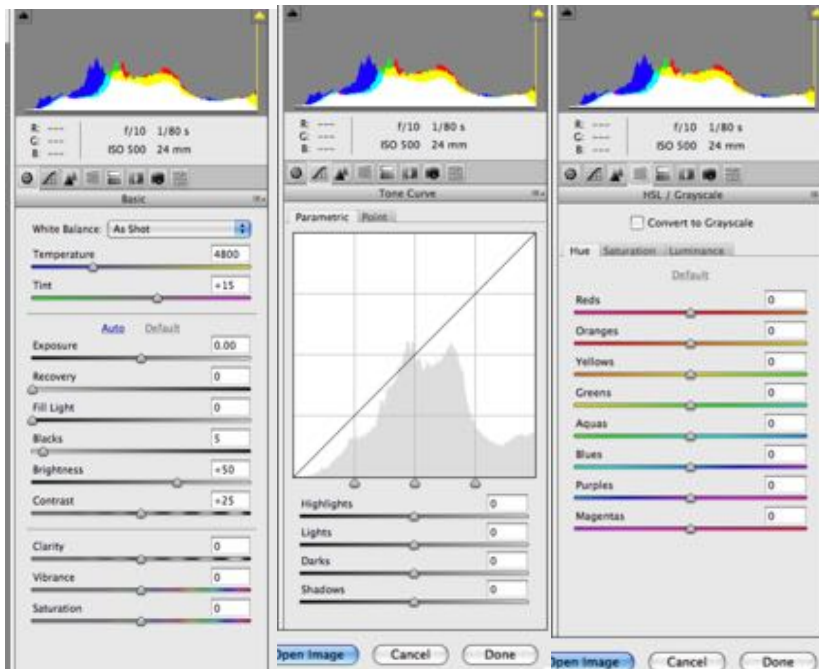 R: ---
G: ---
B: ---
f/10 1/80 s
ISO 500 24 mm
Basic
White Balance: As Shot
Temperature 4800
Tint +15
Auto Default
Exposure 0.00
Recovery 0
Fill Light 0
Blacks 5
Brightness +50
Contrast +25
Clarity 0
Vibrance 0
Saturation 0
R: ---
G: ---
B: ---
f/10 1/80 s
ISO 500 24 mm
Tone Curve
Parametric Point
Highlights 0
Lights 0
Darks 0
Shadows 0
Open Image Cancel Done
R: ---
G: ---
B: ---
f/10 1/80 s
ISO 500 24 mm
HSL / Grayscale
Convert to Grayscale
Hue Saturation Luminance
Default
Reds 0
Oranges 0
Yellows 0
Greens 0
Aquas 0
Blues 0
Purples 0
Magentas 0
Open Image Cancel Done